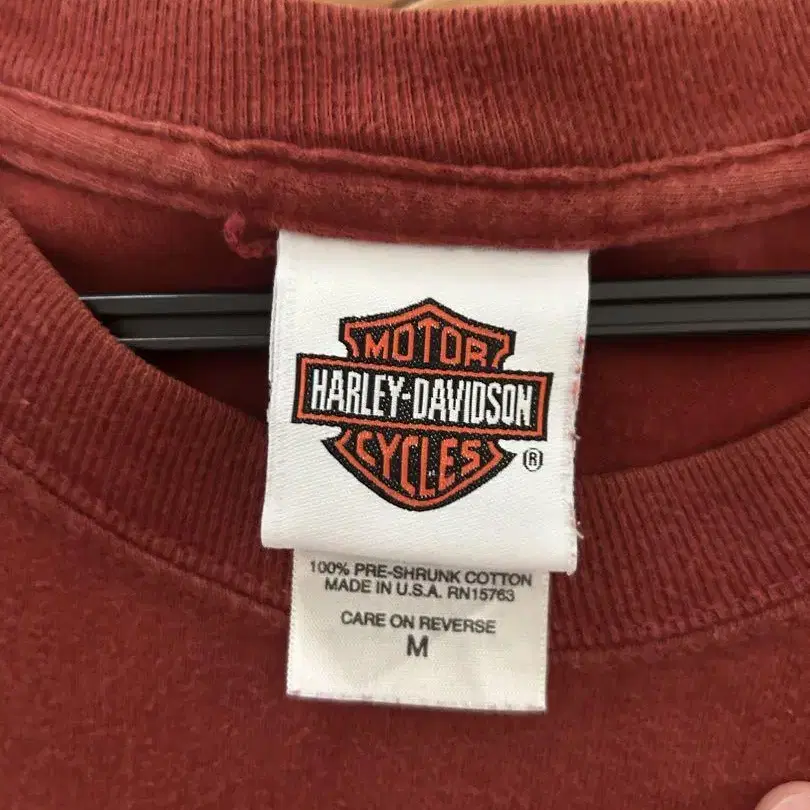 MOTOR
HARLEY-DAVIDSON
CYCLES
®
100% PRE-SHRUNK COTTON
MADE IN U.S.A. RN15763
CARE ON REVERSE
M